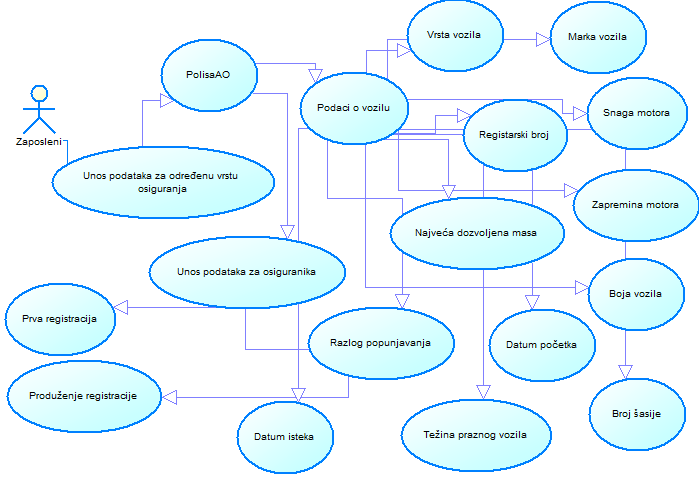 Vrsta vozila
Marka vozila
PolisaAO
Podaci o vozilu
Snaga motora
Registarski broj
Zaposleni
Unos podataka za određenu vrstu
osiguranja
Zapremina motora
Najveća dozvoljena masa
Unos podataka za osiguranika
Boja vozila
Prva registracija
Razlog popunjavanja
Datum početka
Produženje registracije
Broj šasije
Datum isteka
Težina praznog vozila